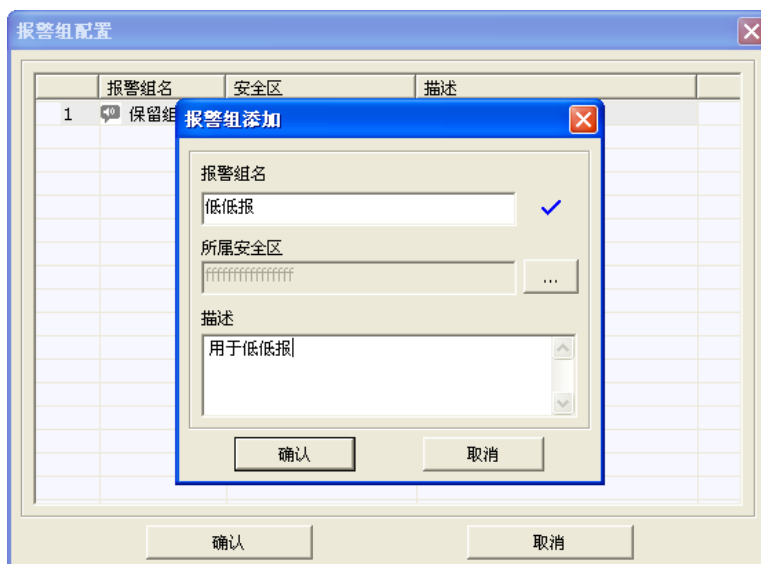 报警组配置
报警组名 安全区 描述
1 保留组
报警组添加
报警组名
低低报
所属安全区
ffffffffffffffff
...
描述
用于低低报
确认 取消
确认 取消